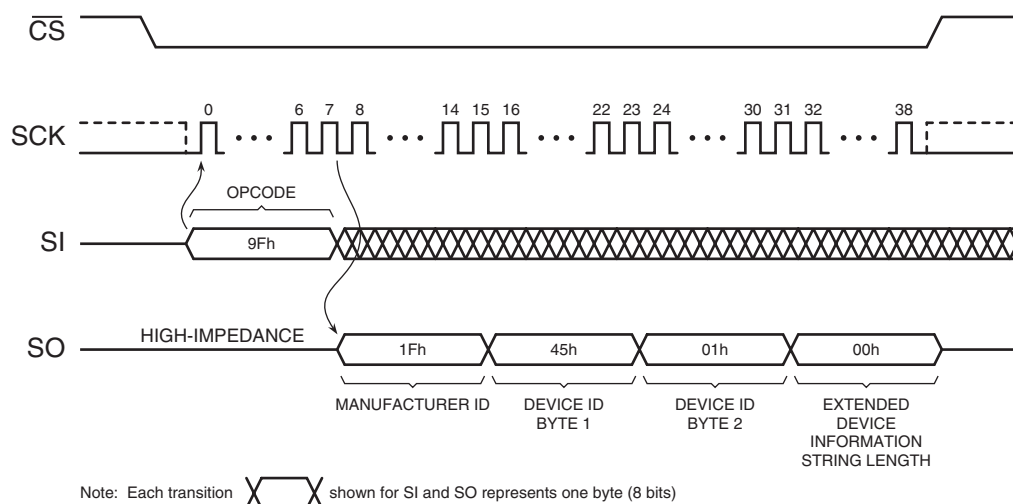 CS
SCK
0 6 7 8 14 15 16 22 23 24 30 31 32 38
OPCODE
SI
9Fh
HIGH-IMPEDANCE
SO
1Fh 45h 01h 00h
MANUFACTURER ID
DEVICE ID
BYTE 1
DEVICE ID
BYTE 2
EXTENDED
DEVICE
INFORMATION
STRING LENGTH
Note: Each transition shown for SI and SO represents one byte (8 bits)